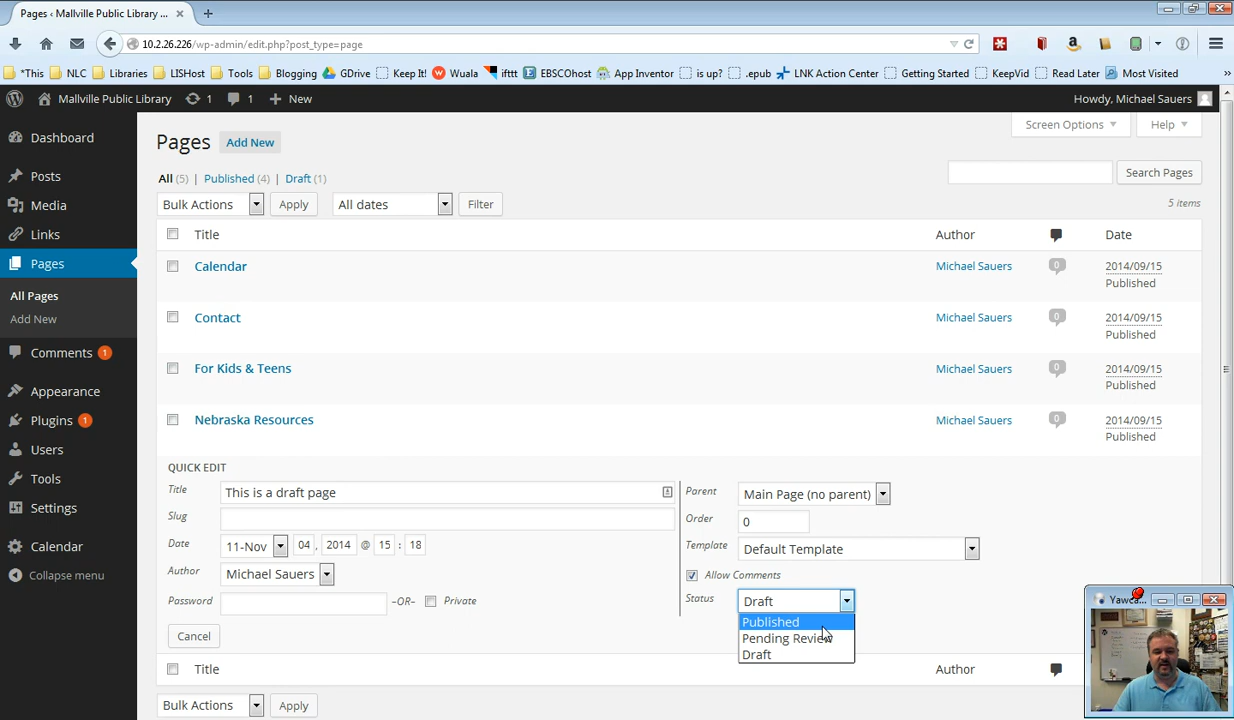 Pages ‹ Mallville Public Library ...
10.2.26.226/wp-admin/edit.php?post_type=page
*This NLC Libraries LISHost Tools Blogging GDrive Keep It! Wuala ifttt EBSCOhost App Inventor is up? .epub LNK Action Center Getting Started KeepVid Read Later Most Visited
Mallville Public Library 1 1 New Howdy, Michael Sauers
Dashboard
Posts
Media
Links
Pages
All Pages
Add New
Comments 1
Appearance
Plugins 1
Users
Tools
Settings
Calendar
Collapse menu
Screen Options Help
Pages Add New
All (5) | Published (4) | Draft (1)
Search Pages
Bulk Actions Apply All dates Filter
5 items
Title Author Date
Calendar Michael Sauers 0 2014/09/15
Published
Contact Michael Sauers 0 2014/09/15
Published
For Kids & Teens Michael Sauers 0 2014/09/15
Published
Nebraska Resources Michael Sauers 0 2014/09/15
Published
QUICK EDIT
Title This is a draft page
Slug
Date 11-Nov 04 , 2014 @ 15 : 18
Author Michael Sauers
Password –OR– Private
Cancel
Parent Main Page (no parent)
Order 0
Template Default Template
Allow Comments
Status Draft
Published
Pending Review
Draft
Title Author
Bulk Actions Apply
Yawca...